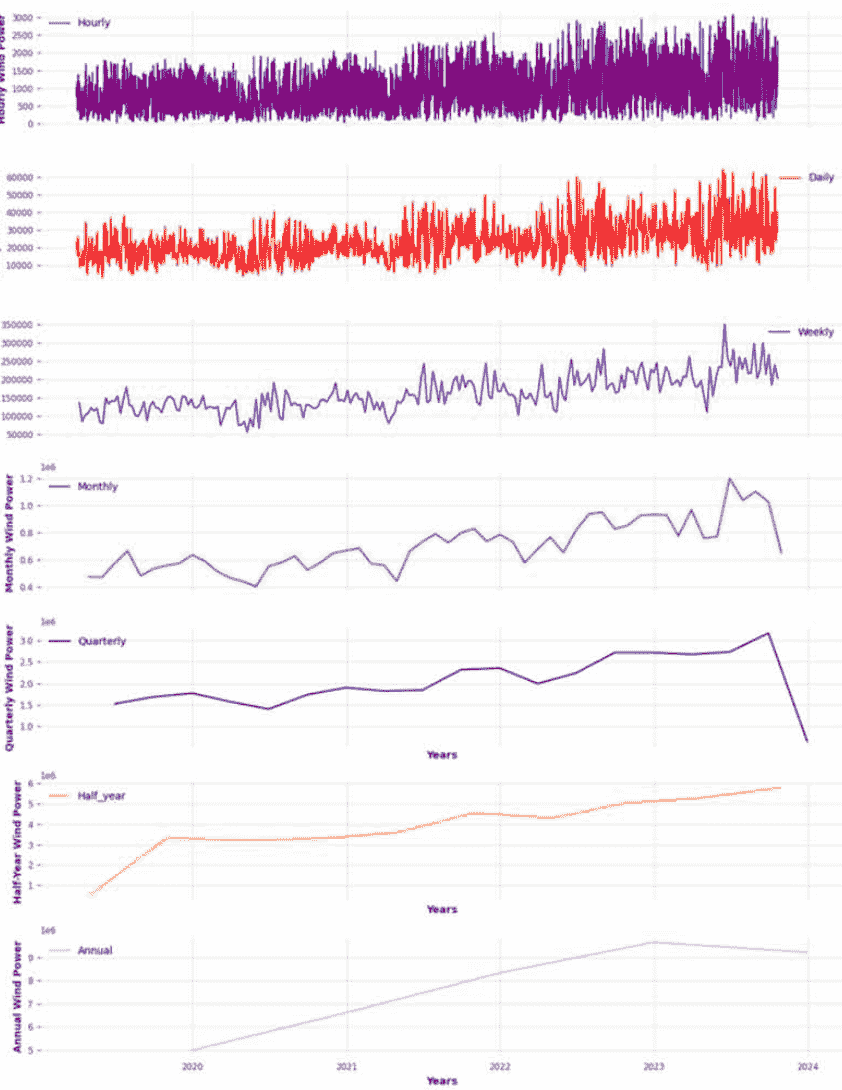 Hourly Wind Power
3000
2500
2000
1500
1000
500
0
Hourly
60000
50000
40000
30000
20000
10000
Daily
350000
300000
250000
200000
150000
100000
50000
Weekly
1e6
Monthly Wind Power
1.2
1.0
0.8
0.6
0.4
Monthly
1e6
Quarterly Wind Power
3.0
2.5
2.0
1.5
1.0
Quarterly
Years
1e6
Half-Year Wind Power
6
5
4
3
2
1
Half_year
Years
1e6
Annual Wind Power
9
8
7
6
5
Annual
2020 2021 2022 2023 2024
Years